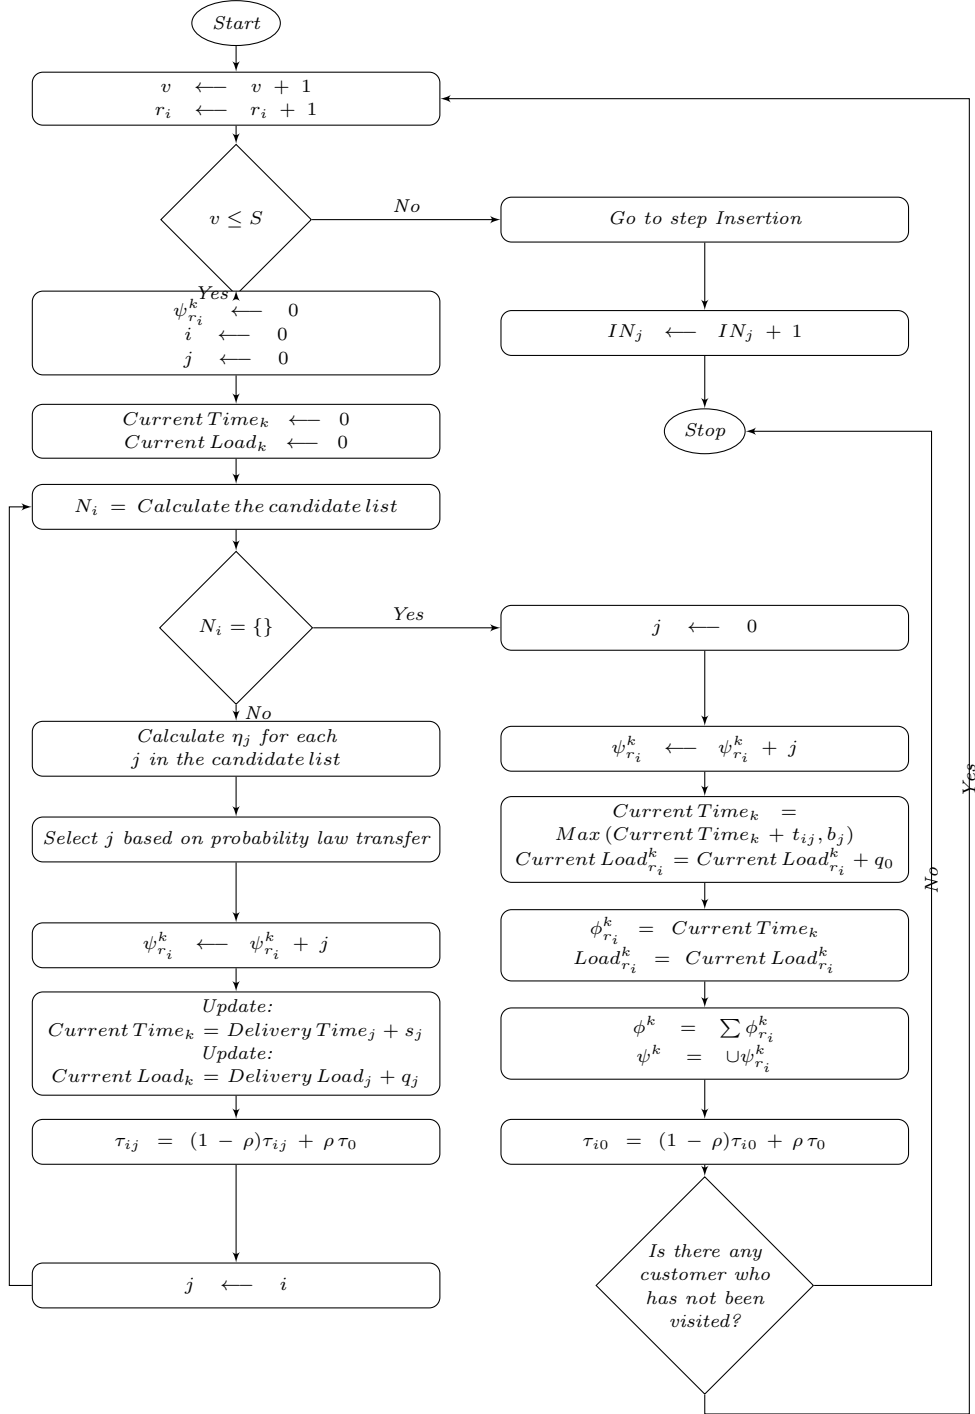 Start
v ⟵ v + 1
r_i ⟵ r_i + 1
v ≤ S
No
Go to step Insertion
Yes
ψ^k_{r_i} ⟵ 0
i ⟵ 0
j ⟵ 0
IN_j ⟵ IN_j + 1
Current Time_k ⟵ 0
Current Load_k ⟵ 0
Stop
N_i = Calculate the candidate list
N_i = {}
Yes
j ⟵ 0
No
Calculate η_j for each
j in the candidate list
ψ^k_{r_i} ⟵ ψ^k_{r_i} + j
Yes
Select j based on probability law transfer
Current Time_k =
Max (Current Time_k + t_{ij}, b_j)
Current Load^k_{r_i} = Current Load^k_{r_i} + q_0
No
ψ^k_{r_i} ⟵ ψ^k_{r_i} + j
ϕ^k_{r_i} = Current Time_k
Load^k_{r_i} = Current Load^k_{r_i}
Update:
Current Time_k = Delivery Time_j + s_j
Update:
Current Load_k = Delivery Load_j + q_j
ϕ^k = ∑ ϕ^k_{r_i}
ψ^k = ∪ψ^k_{r_i}
τ_{ij} = (1 − ρ)τ_{ij} + ρ τ_0
τ_{i0} = (1 − ρ)τ_{i0} + ρ τ_0
j ⟵ i
Is there any
customer who
has not been
visited?